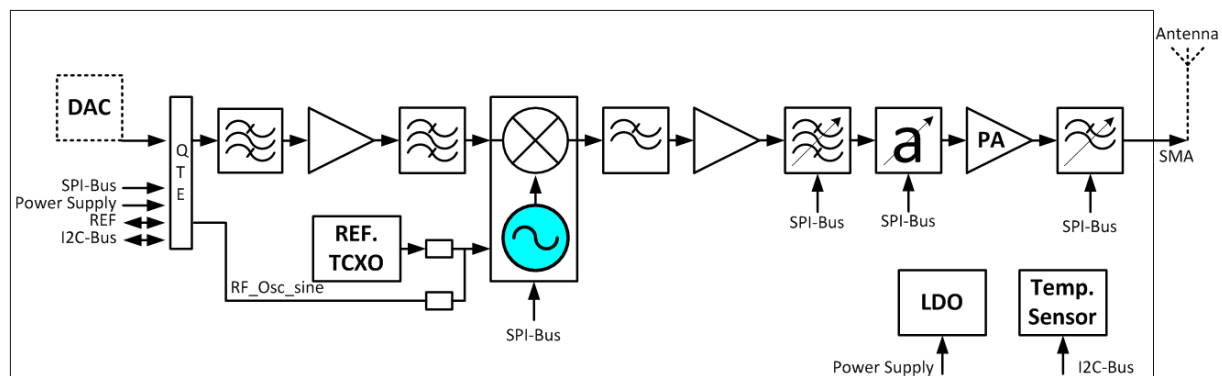 Antenna
DAC
QTE
a
PA
SMA
SPI-Bus
Power Supply
REF
I2C-Bus
SPI-Bus
SPI-Bus
SPI-Bus
REF.
TCXO
RF_Osc_sine
SPI-Bus
LDO
Temp.
Sensor
Power Supply
I2C-Bus